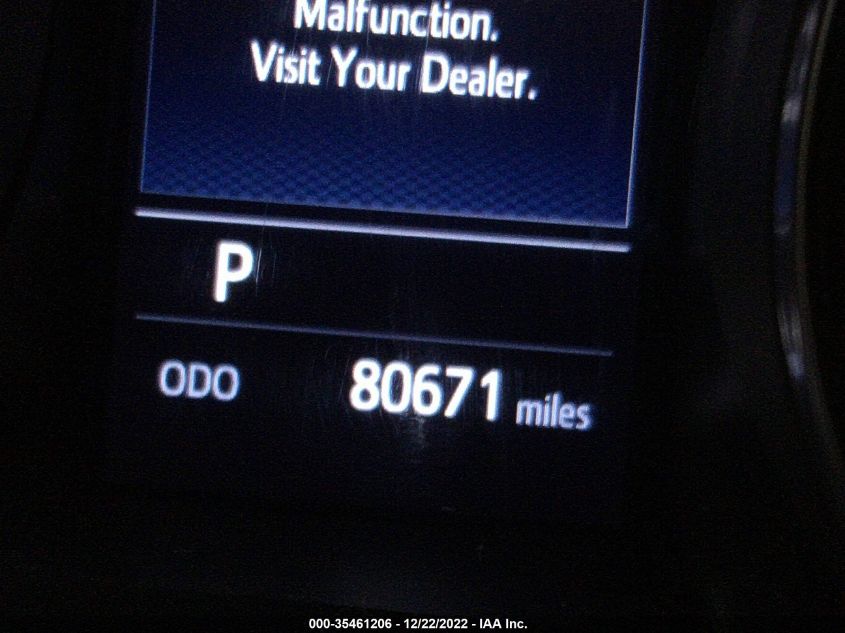 Malfunction.
Visit Your Dealer.
P
ODO 80671 miles
000-35461206 - 12/22/2022 - IAA Inc.